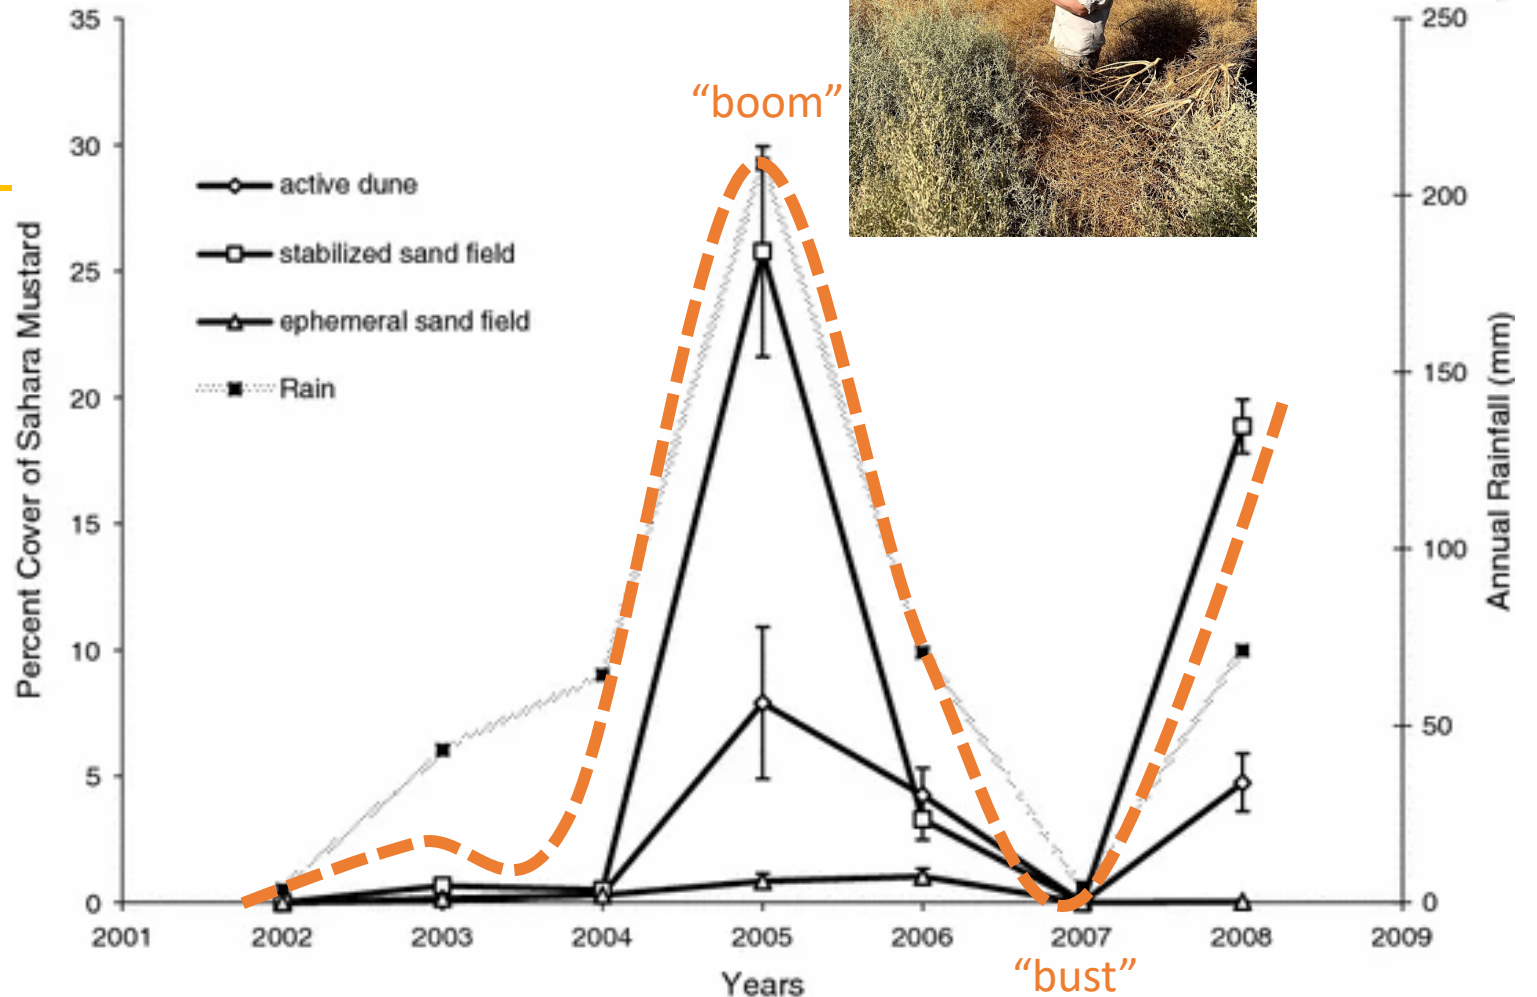 35
30
25
20
15
10
5
0
Percent Cover of Sahara Mustard
“boom”
active dune
stabilized sand field
ephemeral sand field
Rain
250
200
150
100
50
0
Annual Rainfall (mm)
2001 2002 2003 2004 2005 2006 2007 2008 2009
Years
“bust”